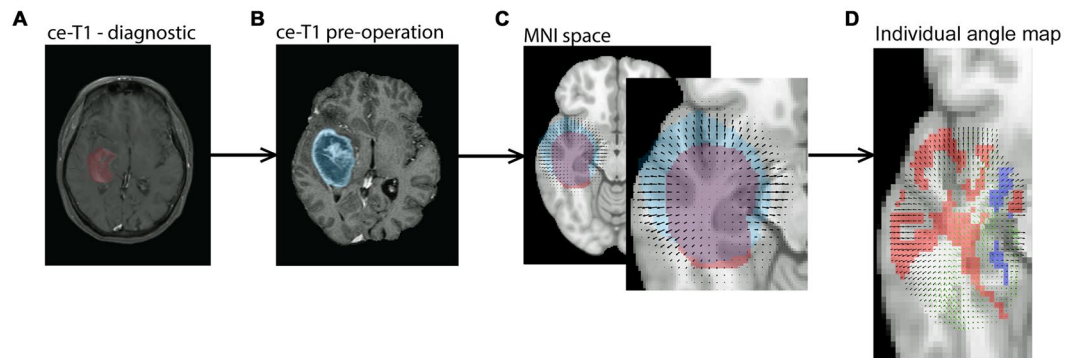 A
ce-T1 - diagnostic
B
ce-T1 pre-operation
C
MNI space
D
Individual angle map